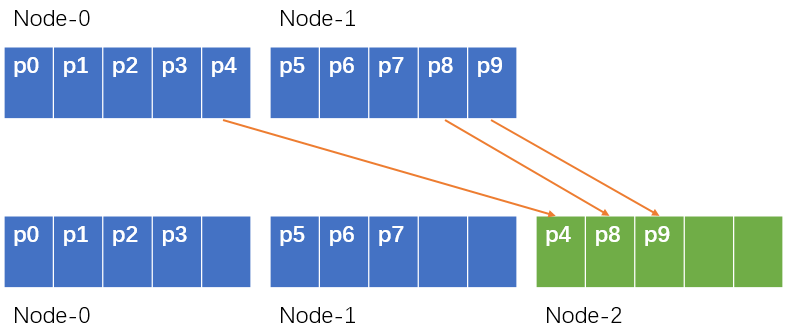 Node-0 Node-1
p0 p1 p2 p3 p4 p5 p6 p7 p8 p9
p0 p1 p2 p3 p5 p6 p7 p4 p8 p9
Node-0 Node-1 Node-2